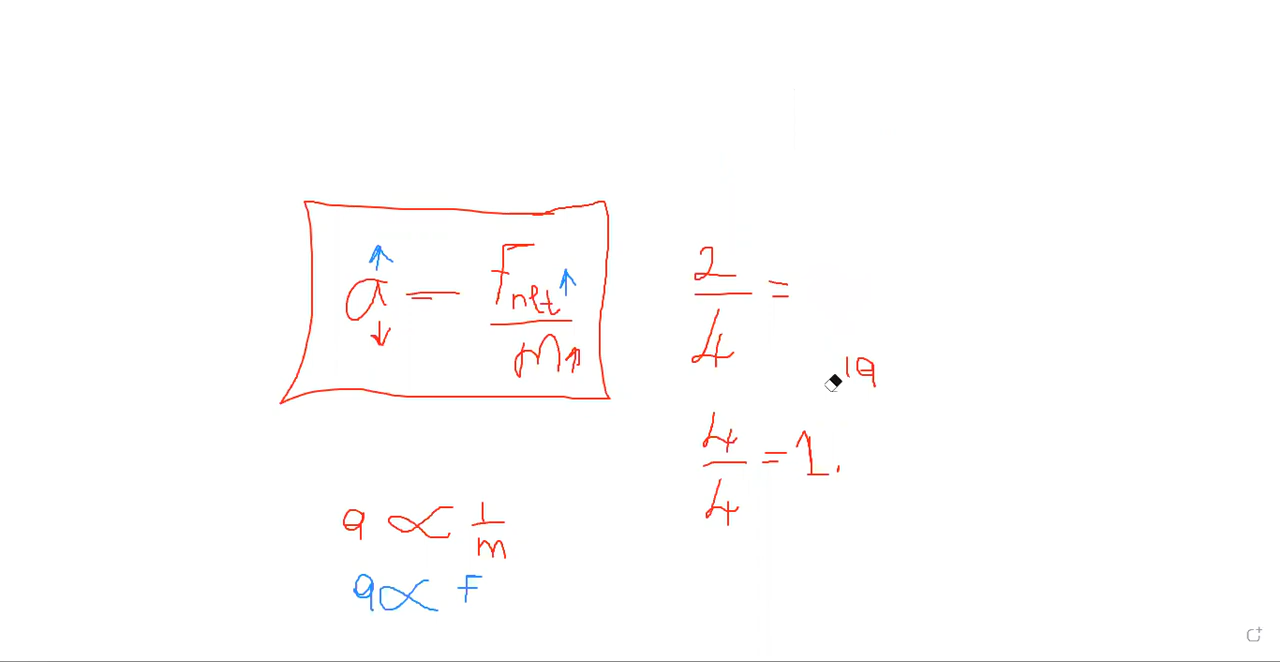 a = F_net / m
a ∝ 1/m
a ∝ F
2/4 =
4/4 = 1.